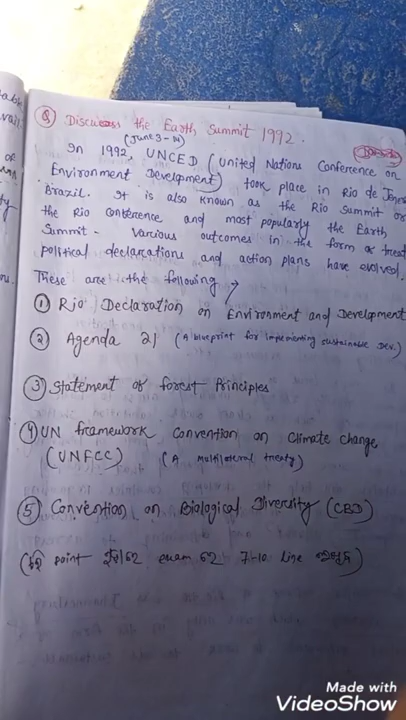 Q Discuss the Earth Summit 1992.
(June 3-14)
In 1992, UNCED (United Nations Conference on
Environment Development) took place in Rio de
Brazil. It is also known as the Rio Summit or
the Rio Conference and most popularly the Earth
Summit - Various outcomes in the form of
political declarations and action plans have evolved.
These are the following
① Rio Declaration on Environment and Development
② Agenda 21 (A blueprint for implementing sustainable Dev.)
③ Statement of forest Principles
④ UN framework Convention on Climate change
(UNFCC) (A multilateral treaty)
⑤ Convention on Biological Diversity (CBD)
point exam 7-10 line
Made with
VideoShow